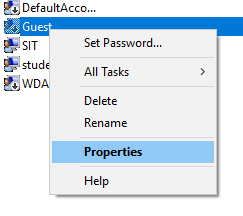 DefaultAcco...
Guest
Set Password...
SIT
All Tasks
stude
WDA
Delete
Rename
Properties
Help